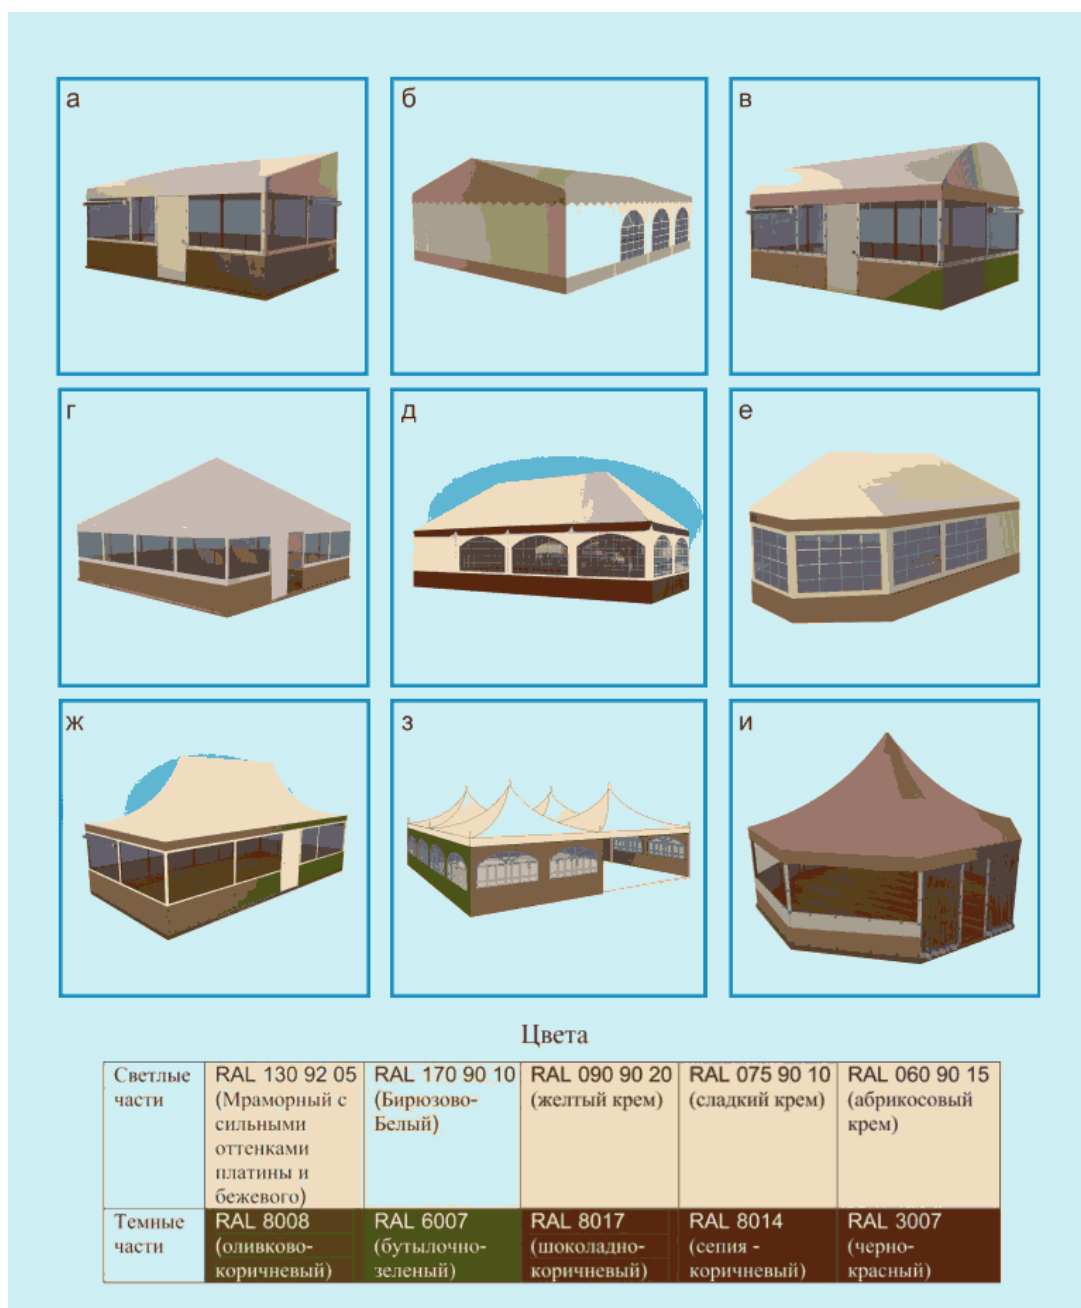 а
б
в
г
д
е
ж
з
и
Цвета
Светлые части
RAL 130 92 05
(Мраморный с
сильными
оттенками
платины и
бежевого)
RAL 170 90 10
(Бирюзово-
Белый)
RAL 090 90 20
(желтый крем)
RAL 075 90 10
(сладкий крем)
RAL 060 90 15
(абрикосовый
крем)
Темные
части
RAL 8008
(оливково-
коричневый)
RAL 6007
(бутылочно-
зеленый)
RAL 8017
(шоколадно-
коричневый)
RAL 8014
(сепия -
коричневый)
RAL 3007
(черно-
красный)